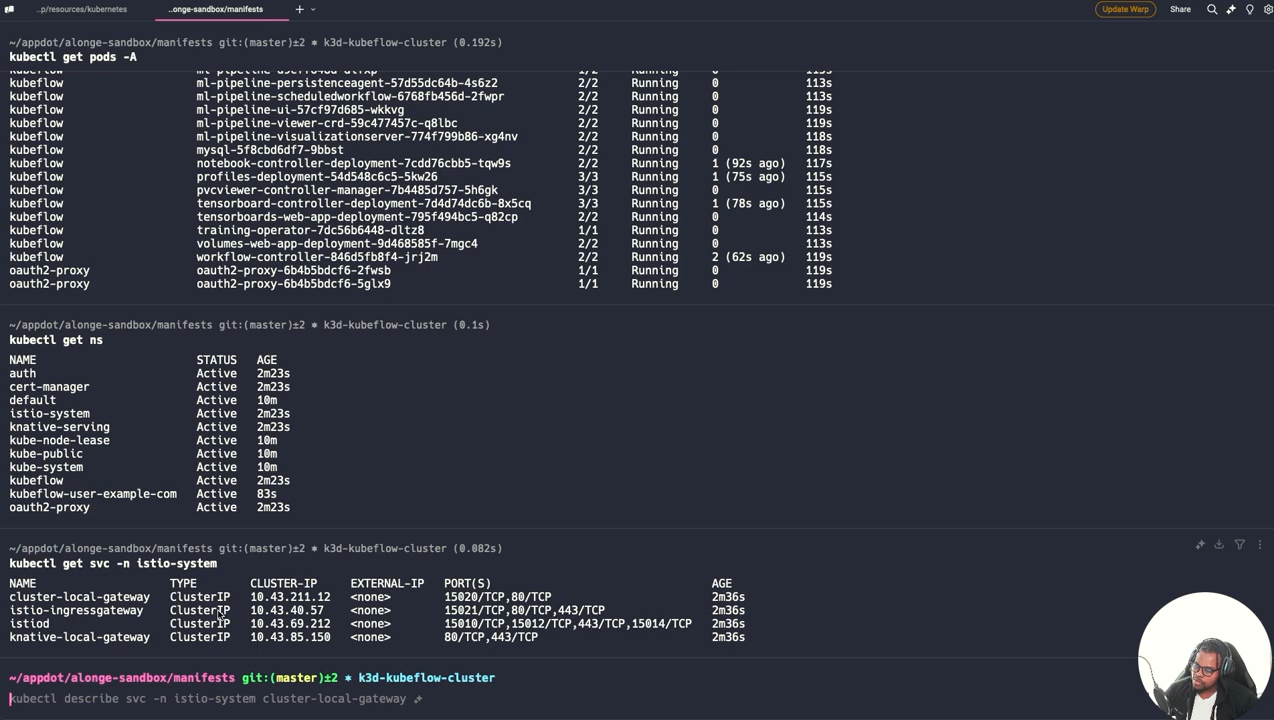 ..p/resources/kubernetes ..onge-sandbox/manifests Update Warp Share
~/appdot/alonge-sandbox/manifests git:(master)±2 ⎈ k3d-kubeflow-cluster (0.192s)
kubectl get pods -A
kubeflow 1/2 Running 0 113s
kubeflow ml-pipeline-persistenceagent-57d55dc64b-4s6z2 2/2 Running 0 113s
kubeflow ml-pipeline-scheduledworkflow-6768fb456d-2fwpr 2/2 Running 0 113s
kubeflow ml-pipeline-ui-57cf97d685-wkkvg 2/2 Running 0 119s
kubeflow ml-pipeline-viewer-crd-59c477457c-q8lbc 2/2 Running 0 119s
kubeflow ml-pipeline-visualizationserver-774f799b86-xg4nv 2/2 Running 0 118s
kubeflow mysql-5f8cbd6df7-9bbst 2/2 Running 0 118s
kubeflow notebook-controller-deployment-7cdd76cbb5-tqw9s 2/2 Running 1 (92s ago) 117s
kubeflow profiles-deployment-54d548c6c5-5kw26 3/3 Running 1 (75s ago) 115s
kubeflow pvcviewer-controller-manager-7b4485d757-5h6gk 3/3 Running 0 115s
kubeflow tensorboard-controller-deployment-7d4d74dc6b-8x5cq 3/3 Running 1 (78s ago) 115s
kubeflow tensorboards-web-app-deployment-795f494bc5-q82cp 2/2 Running 0 114s
kubeflow training-operator-7dc56b6448-dltz8 1/1 Running 0 113s
kubeflow volumes-web-app-deployment-9d468585f-7mgc4 2/2 Running 0 113s
kubeflow workflow-controller-846d5fb8f4-jrj2m 2/2 Running 2 (62s ago) 119s
oauth2-proxy oauth2-proxy-6b4b5bdcf6-2fwsb 1/1 Running 0 119s
oauth2-proxy oauth2-proxy-6b4b5bdcf6-5glx9 1/1 Running 0 119s
~/appdot/alonge-sandbox/manifests git:(master)±2 ⎈ k3d-kubeflow-cluster (0.1s)
kubectl get ns
NAME STATUS AGE
auth Active 2m23s
cert-manager Active 2m23s
default Active 10m
istio-system Active 2m23s
knative-serving Active 2m23s
kube-node-lease Active 10m
kube-public Active 10m
kube-system Active 10m
kubeflow Active 2m23s
kubeflow-user-example-com Active 83s
oauth2-proxy Active 2m23s
~/appdot/alonge-sandbox/manifests git:(master)±2 ⎈ k3d-kubeflow-cluster (0.082s)
kubectl get svc -n istio-system
NAME TYPE CLUSTER-IP EXTERNAL-IP PORT(S) AGE
cluster-local-gateway ClusterIP 10.43.211.12 <none> 15020/TCP,80/TCP 2m36s
istio-ingressgateway ClusterIP 10.43.40.57 <none> 15021/TCP,80/TCP,443/TCP 2m36s
istiod ClusterIP 10.43.69.212 <none> 15010/TCP,15012/TCP,443/TCP,15014/TCP 2m36s
knative-local-gateway ClusterIP 10.43.85.150 <none> 80/TCP,443/TCP 2m36s
~/appdot/alonge-sandbox/manifests git:(master)±2 ⎈ k3d-kubeflow-cluster
kubectl describe svc -n istio-system cluster-local-gateway